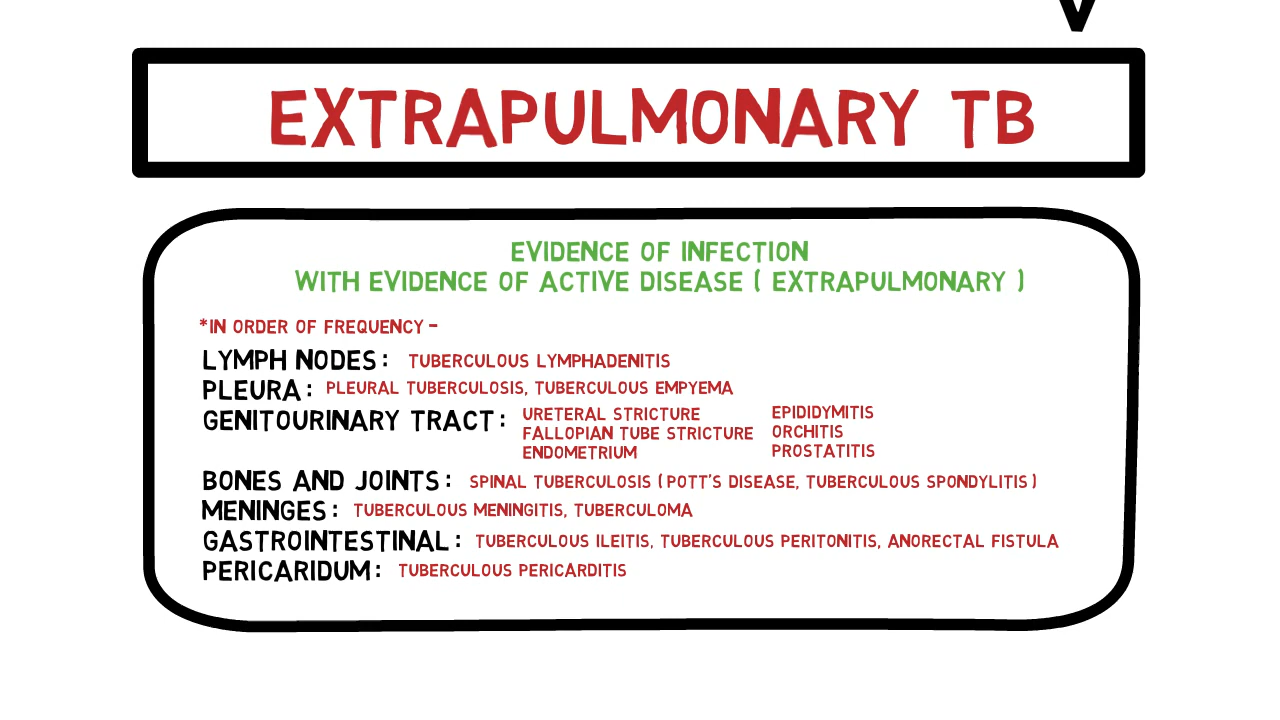 EXTRAPULMONARY TB
EVIDENCE OF INFECTION
WITH EVIDENCE OF ACTIVE DISEASE ( EXTRAPULMONARY )
*IN ORDER OF FREQUENCY -
LYMPH NODES: TUBERCULOUS LYMPHADENITIS
PLEURA: PLEURAL TUBERCULOSIS, TUBERCULOUS EMPYEMA
GENITOURINARY TRACT: URETERAL STRICTURE EPIDIDYMITIS
FALLOPIAN TUBE STRICTURE ORCHITIS
ENDOMETRIUM PROSTATITIS
BONES AND JOINTS: SPINAL TUBERCULOSIS (POTT'S DISEASE, TUBERCULOUS SPONDYLITIS)
MENINGES: TUBERCULOUS MENINGITIS, TUBERCULOMA
GASTROINTESTINAL: TUBERCULOUS ILEITIS, TUBERCULOUS PERITONITIS, ANORECTAL FISTULA
PERICARIDUM: TUBERCULOUS PERICARDITIS